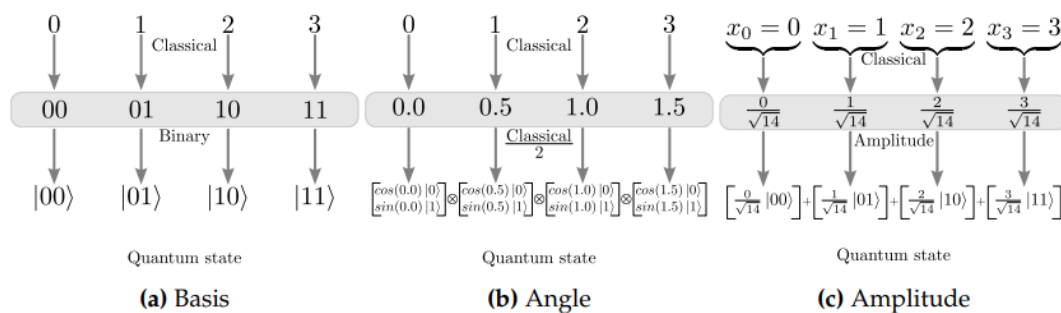 0 1 2 3
Classical
00 01 10 11
Binary
|00⟩ |01⟩ |10⟩ |11⟩
Quantum state
(a) Basis
0 1 2 3
Classical
0.0 0.5 1.0 1.5
Classical
2
[cos(0.0) |0⟩ ⊗ [cos(0.5) |0⟩ ⊗ [cos(1.0) |0⟩ ⊗ [cos(1.5) |0⟩
sin(0.0) |1⟩] sin(0.5) |1⟩] sin(1.0) |1⟩] sin(1.5) |1⟩]
Quantum state
(b) Angle
x₀ = 0 x₁ = 1 x₂ = 2 x₃ = 3
Classical
0/√14 1/√14 2/√14 3/√14
Amplitude
[0/√14 |00⟩] + [1/√14 |01⟩] + [2/√14 |10⟩] + [3/√14 |11⟩]
Quantum state
(c) Amplitude